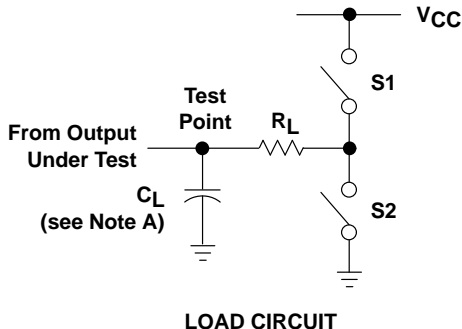 VCC
S1
Test
Point
RL
From Output
Under Test
CL
(see Note A)
S2
LOAD CIRCUIT